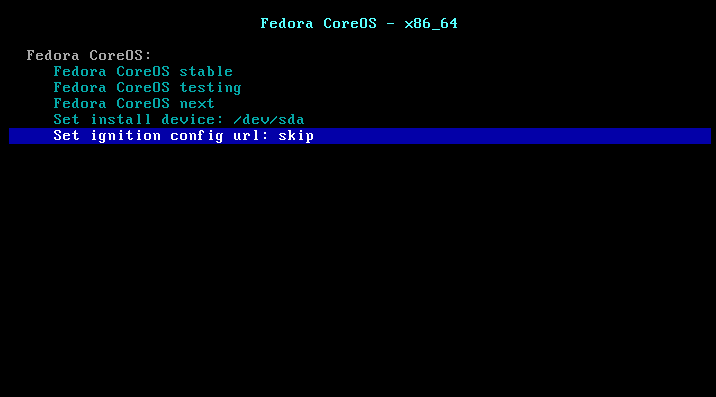 Fedora CoreOS - x86_64
Fedora CoreOS:
Fedora CoreOS stable
Fedora CoreOS testing
Fedora CoreOS next
Set install device: /dev/sda
Set ignition config url: skip